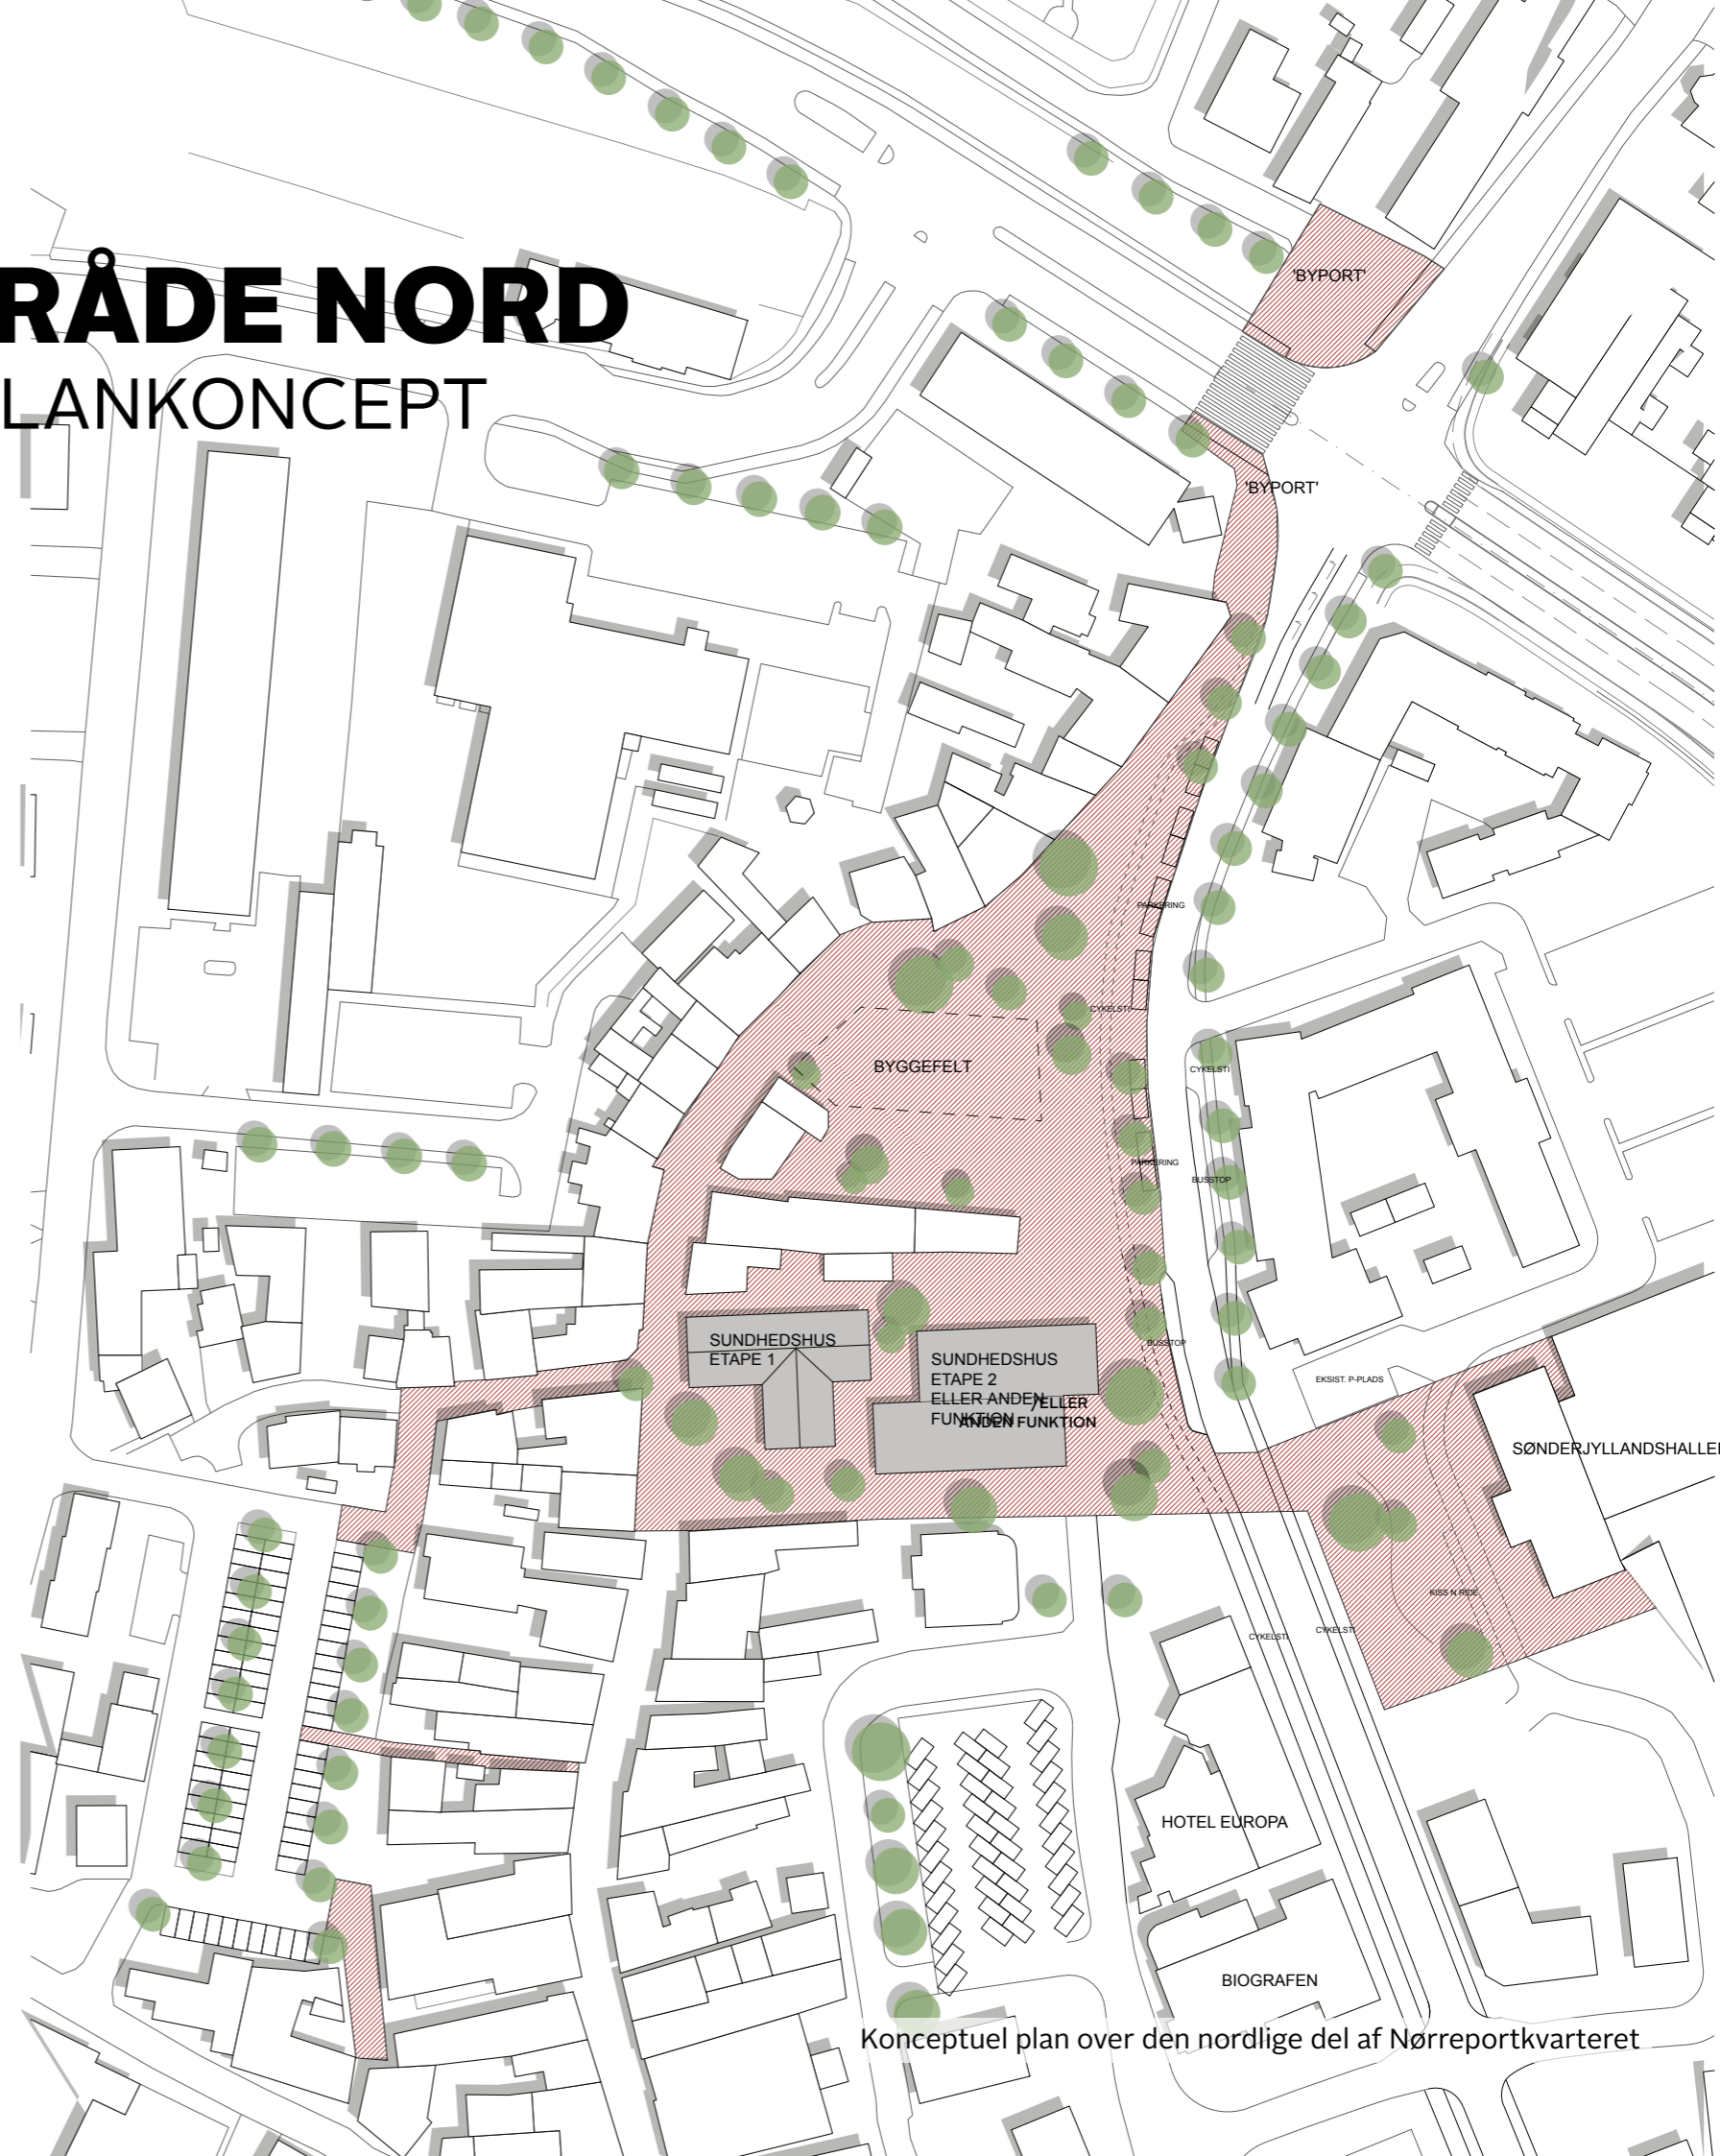 RÅDE NORD
LANKONCEPT
'BYPORT'
'BYPORT'
PARKERING
CYKELSTI
BYGGEFELT
CYKELSTI
PARKERING
BUSSTOP
SUNDHEDSHUS
ETAPE 1
BUSSTOP
SUNDHEDSHUS
ETAPE 2
ELLER ANDEN
FUNKTION
/ELLER
ANDEN FUNKTION
EKSIST. P-PLADS
SØNDERJYLLANDSHALLE
KISS N RIDE
CYKELSTI
CYKELSTI
HOTEL EUROPA
BIOGRAFEN
Konceptuel plan over den nordlige del af Nørreportkvarteret